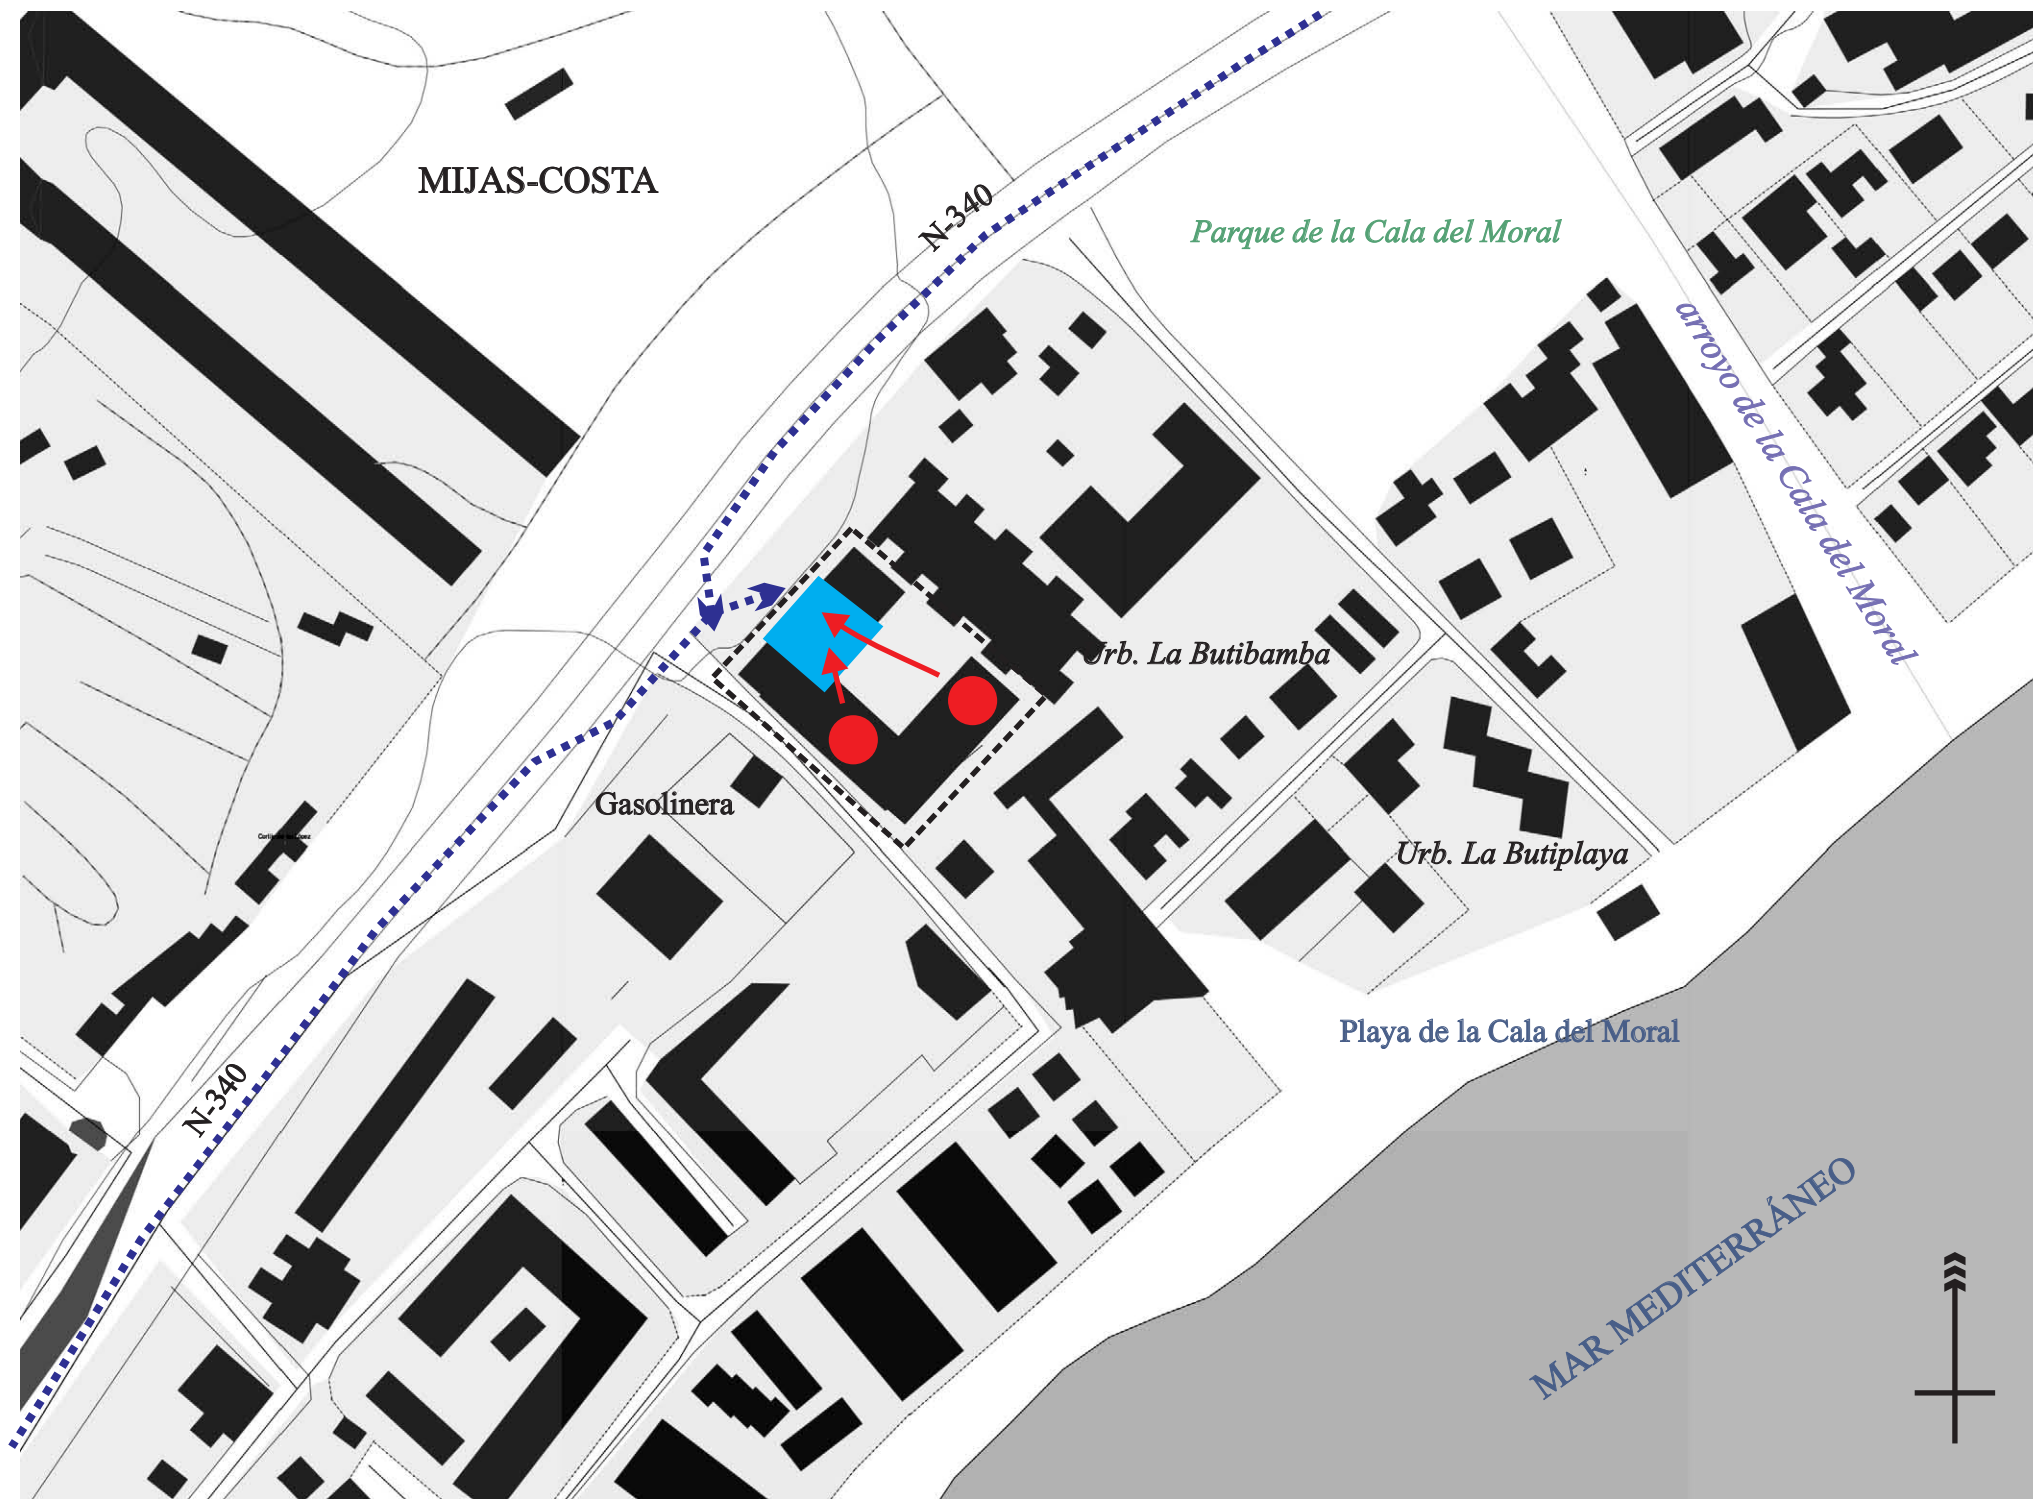 MIJAS-COSTA
N-340
Parque de la Cala del Moral
arroyo de la Cala del Moral
Urb. La Butibamba
Gasolinera
Urb. La Butiplaya
Playa de la Cala del Moral
N-340
MAR MEDITERRÁNEO